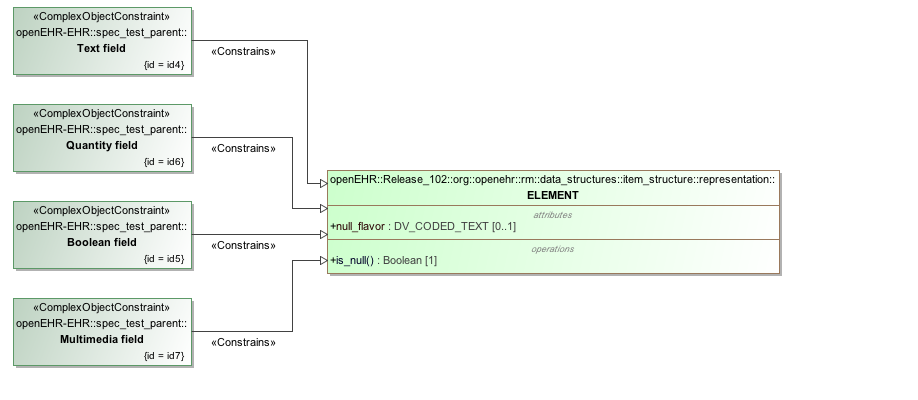 «ComplexObjectConstraint»
openEHR-EHR::spec_test_parent::
Text field
{id = id4}
«Constrains»
«ComplexObjectConstraint»
openEHR-EHR::spec_test_parent::
Quantity field
{id = id6}
«Constrains»
«ComplexObjectConstraint»
openEHR-EHR::spec_test_parent::
Boolean field
{id = id5}
«Constrains»
«ComplexObjectConstraint»
openEHR-EHR::spec_test_parent::
Multimedia field
{id = id7}
«Constrains»
openEHR::Release_102::org::openehr::rm::data_structures::item_structure::representation::
ELEMENT
attributes
+null_flavor : DV_CODED_TEXT [0..1]
operations
+is_null() : Boolean [1]